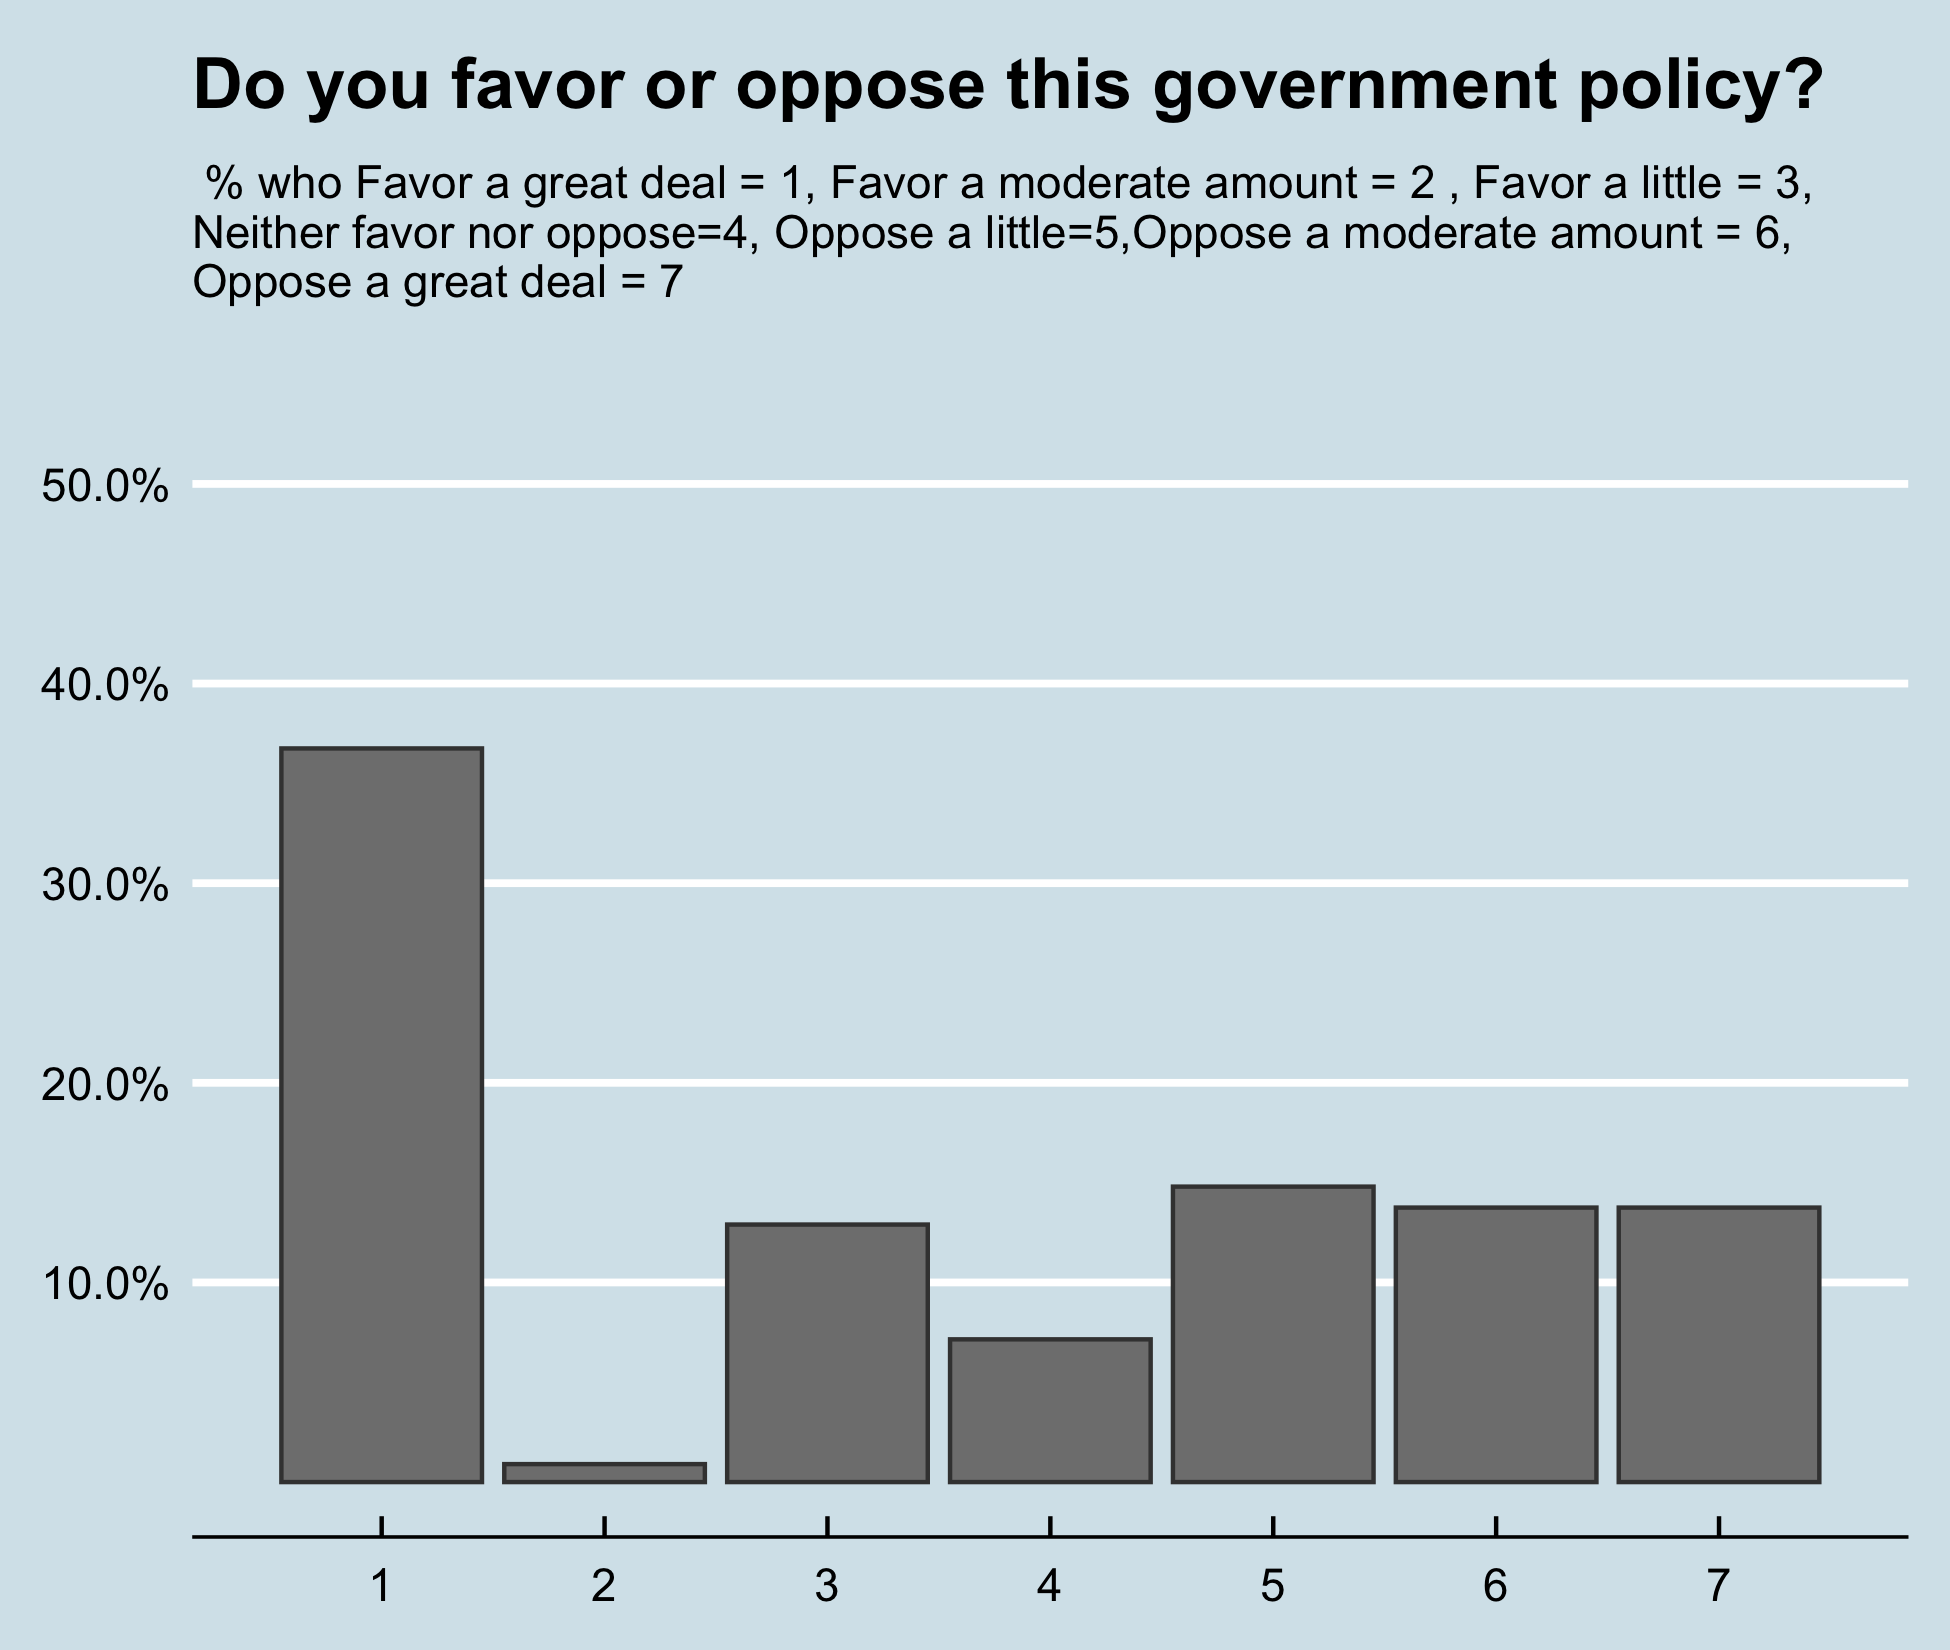 Do you favor or oppose this government policy?
% who Favor a great deal = 1, Favor a moderate amount = 2 , Favor a little = 3,
Neither favor nor oppose=4, Oppose a little=5,Oppose a moderate amount = 6,
Oppose a great deal = 7
50.0%
40.0%
30.0%
20.0%
10.0%
1 2 3 4 5 6 7